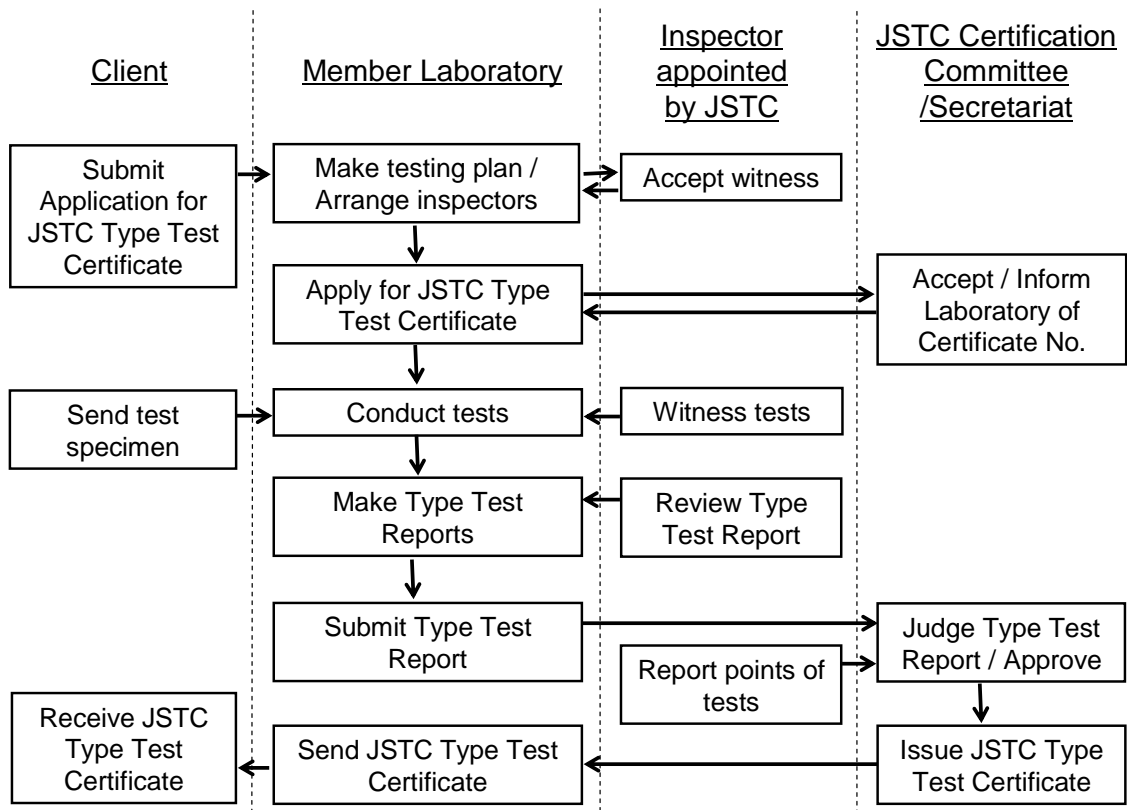 Client
Member Laboratory
Inspector
appointed
by JSTC
JSTC Certification
Committee
/Secretariat
Submit
Application for
JSTC Type Test
Certificate
Make testing plan /
Arrange inspectors
Accept witness
Apply for JSTC Type
Test Certificate
Accept / Inform
Laboratory of
Certificate No.
Send test
specimen
Conduct tests
Witness tests
Make Type Test
Reports
Review Type
Test Report
Submit Type Test
Report
Judge Type Test
Report / Approve
Report points of
tests
Receive JSTC
Type Test
Certificate
Send JSTC Type Test
Certificate
Issue JSTC Type
Test Certificate